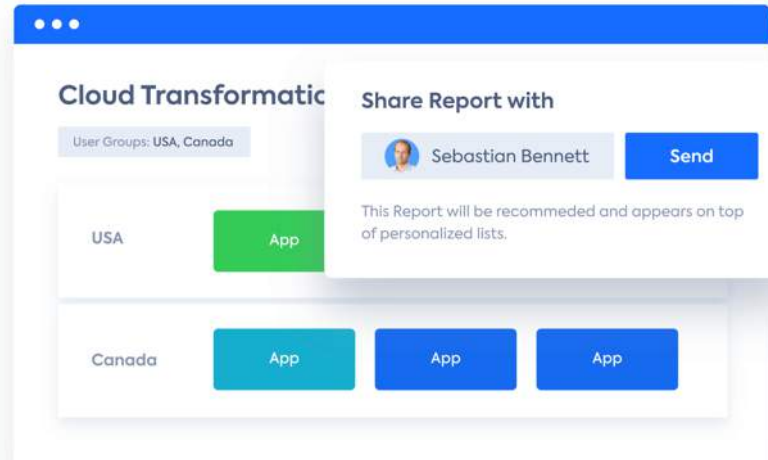 Cloud Transformatic
Share Report with
User Groups: USA, Canada
Sebastian Bennett
Send
This Report will be recommeded and appears on top
of personalized lists.
USA
App
Canada
App
App
App